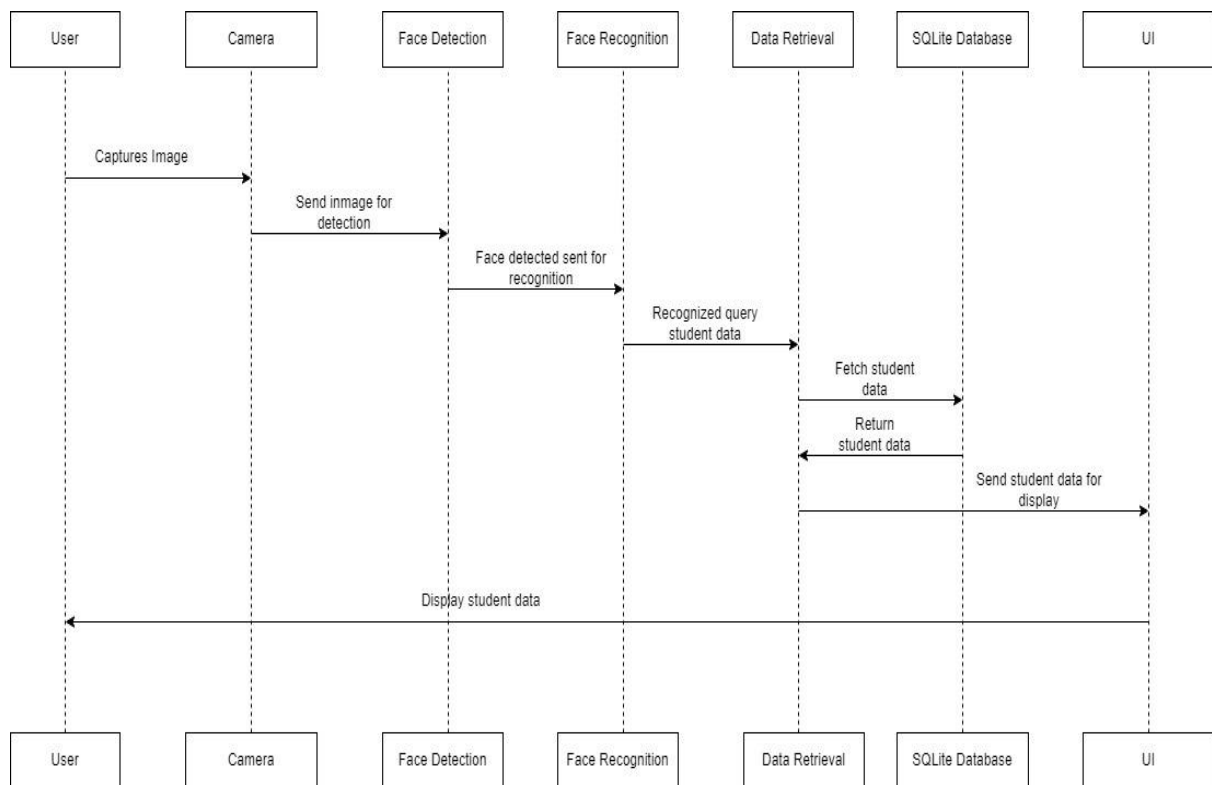 User
Camera
Face Detection
Face Recognition
Data Retrieval
SQLite Database
UI
Captures Image
Send inmage for
detection
Face detected sent for
recognition
Recognized query
student data
Fetch student
data
Return
student data
Send student data for
display
Display student data
User
Camera
Face Detection
Face Recognition
Data Retrieval
SQLite Database
UI